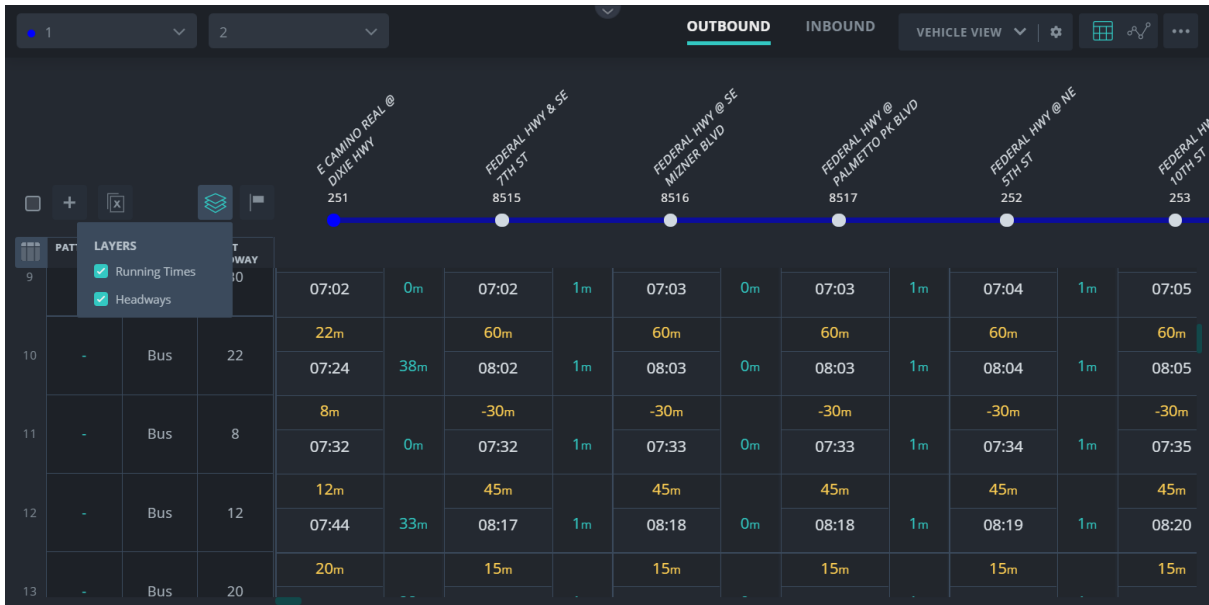 1 2 OUTBOUND INBOUND VEHICLE VIEW
E CAMINO REAL @
DIXIE HWY
FEDERAL HWY & SE
7TH ST
FEDERAL HWY @ SE
MIZNER BLVD
FEDERAL HWY @
PALMETTO PK BLVD
FEDERAL HWY @ NE
5TH ST
FEDERAL HW
10TH ST
251 8515 8516 8517 252 253
LAYERS
Running Times
Headways
9 07:02 0m 07:02 1m 07:03 0m 07:03 1m 07:04 1m 07:05
22m 60m 60m 60m 60m 60m
10 - Bus 22 07:24 38m 08:02 1m 08:03 0m 08:03 1m 08:04 1m 08:05
8m -30m -30m -30m -30m -30m
11 - Bus 8 07:32 0m 07:32 1m 07:33 0m 07:33 1m 07:34 1m 07:35
12m 45m 45m 45m 45m 45m
12 - Bus 12 07:44 33m 08:17 1m 08:18 0m 08:18 1m 08:19 1m 08:20
20m 15m 15m 15m 15m 15m
13 - Bus 20